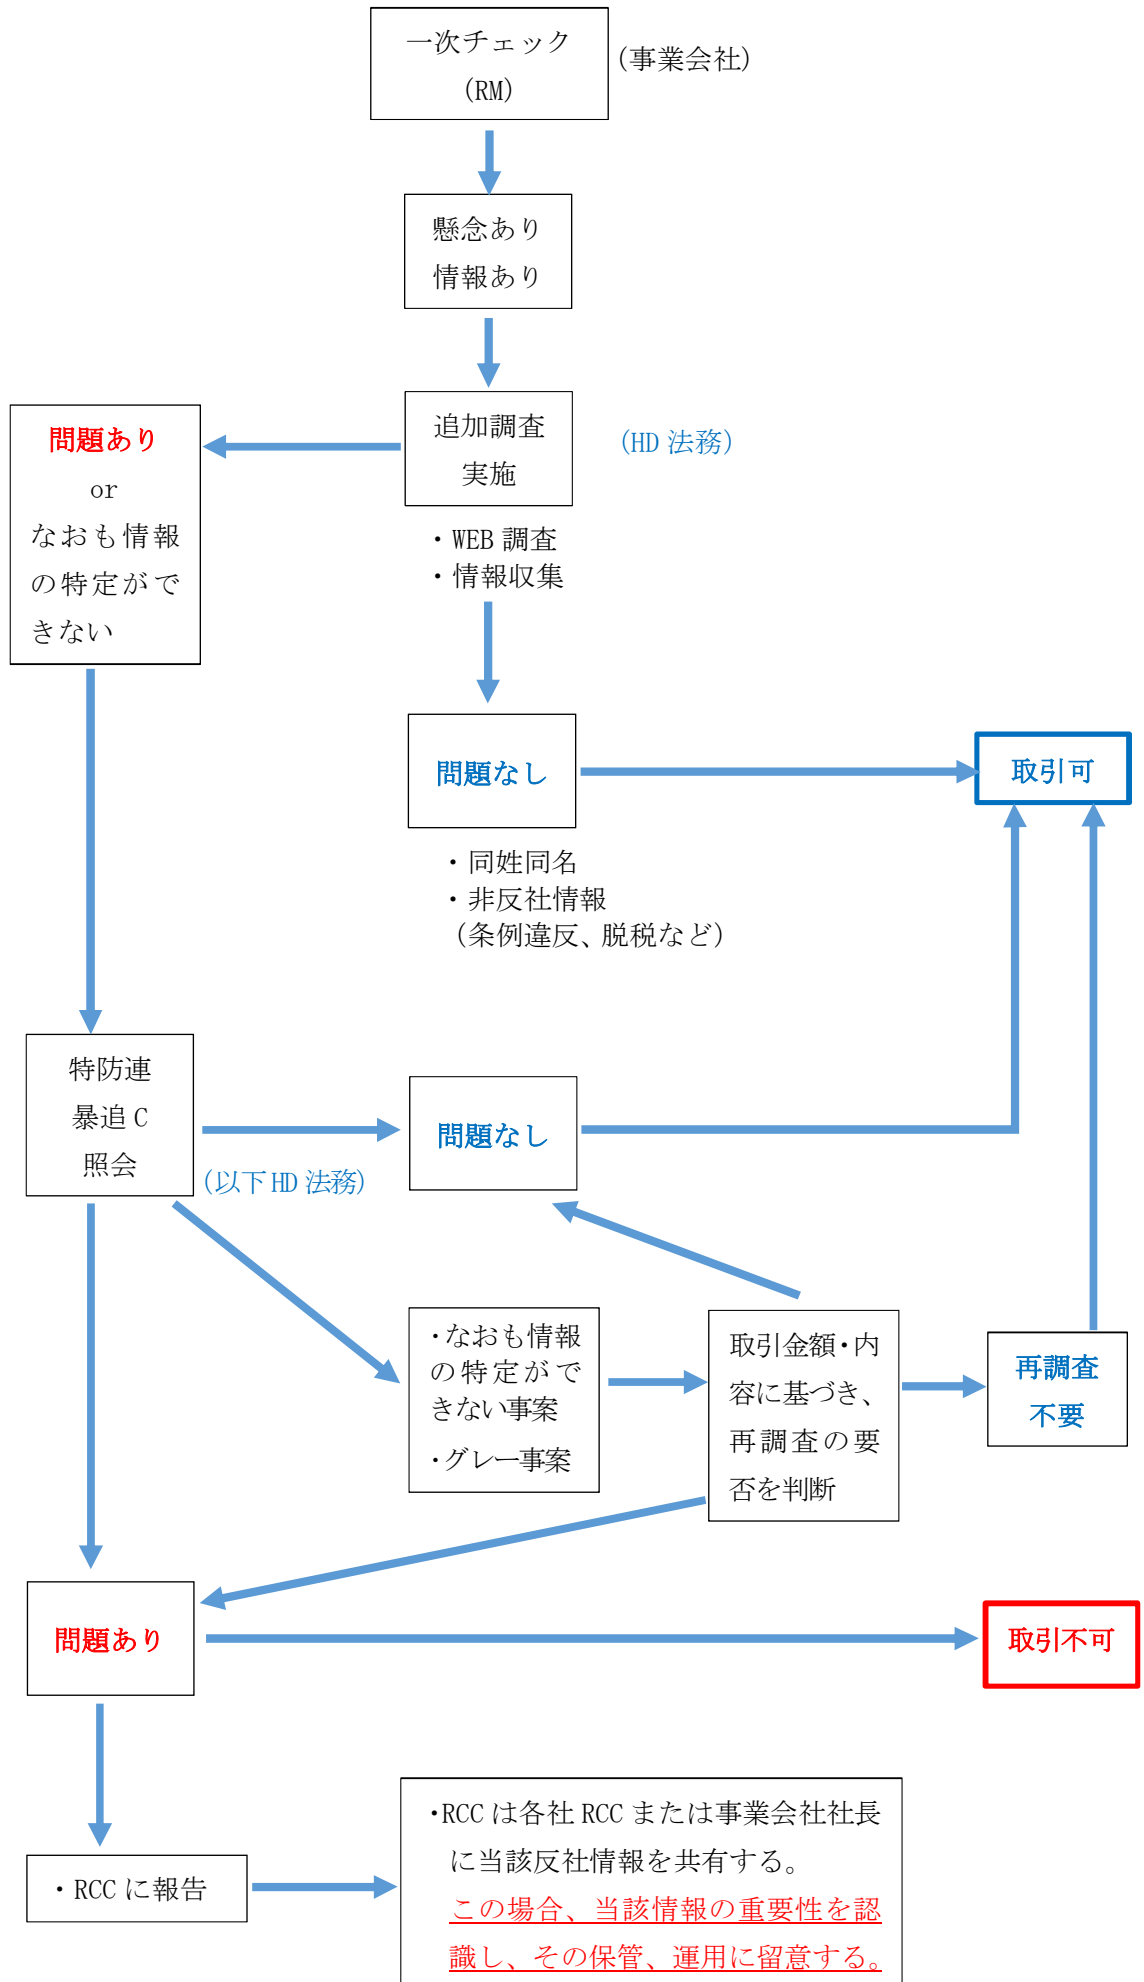 一次チェック
(RM)
(事業会社)
懸念あり
情報あり
追加調査
実施
(HD 法務)
・WEB 調査
・情報収集
問題あり
or
なおも情報
の特定がで
きない
問題なし
取引可
・同姓同名
・非反社情報
(条例違反、脱税など)
特防連
暴追 C
照会
(以下 HD 法務)
問題なし
・なおも情報
の特定がで
きない事案
・グレー事案
取引金額・内
容に基づき、
再調査の要
否を判断
再調査
不要
問題あり
取引不可
・RCC に報告
・RCC は各社 RCC または事業会社社長
に当該反社情報を共有する。
この場合、当該情報の重要性を認
識し、その保管、運用に留意する。